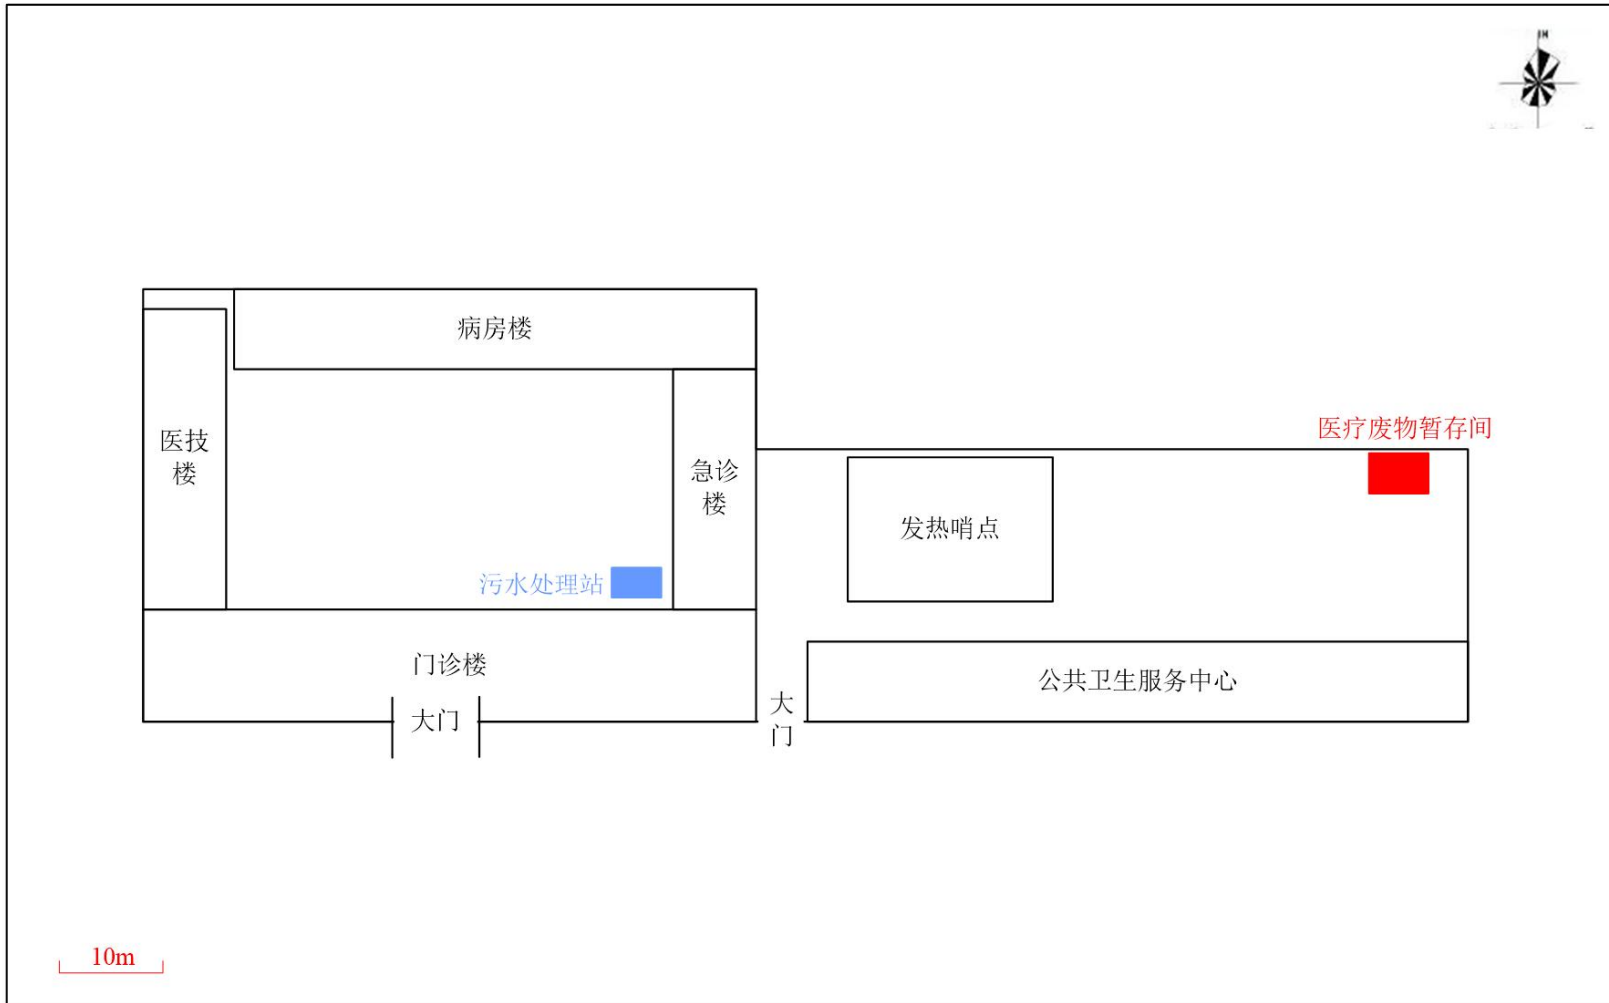 病房楼
医疗废物暂存间
医技
楼
急诊
楼
发热哨点
污水处理站
门诊楼
公共卫生服务中心
大门
大
门
10m